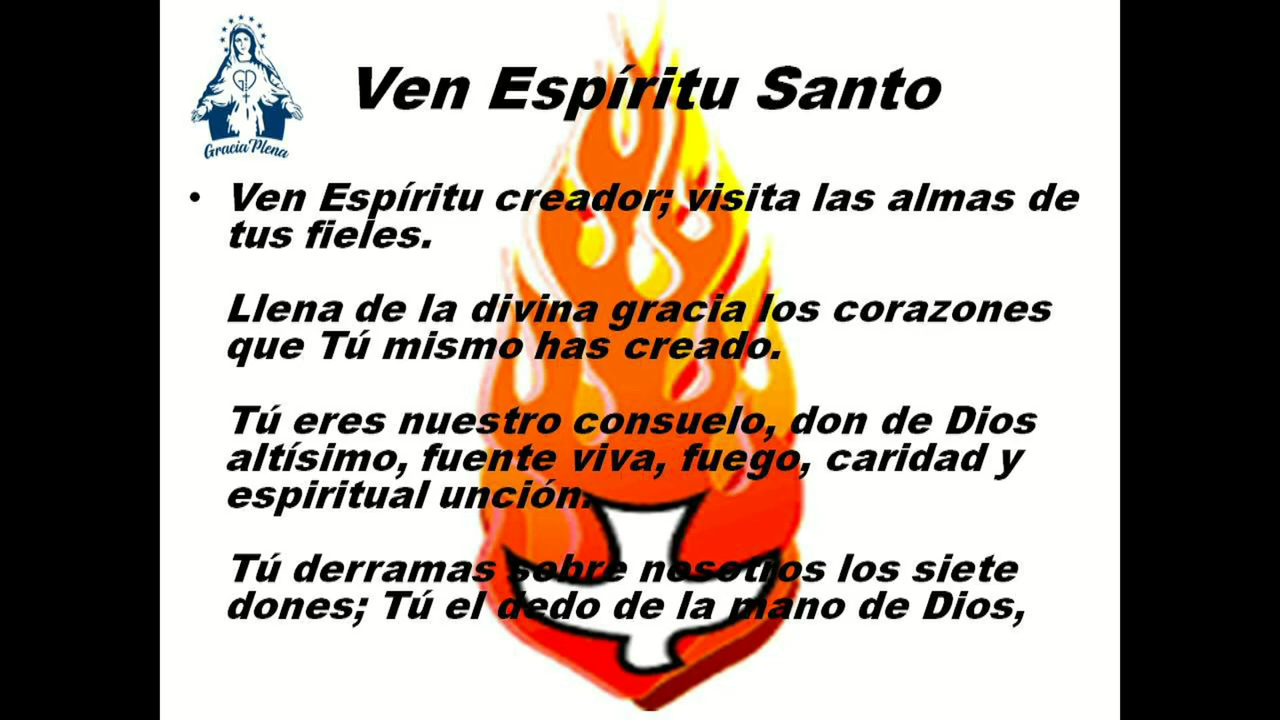 Gracia Plena
Ven Espíritu Santo
• Ven Espíritu creador; visita las almas de
tus fieles.
Llena de la divina gracia los corazones
que Tú mismo has creado.
Tú eres nuestro consuelo, don de Dios
altísimo, fuente viva, fuego, caridad y
espiritual unción.
Tú derramas sobre nosotros los siete
dones; Tú el dedo de la mano de Dios,